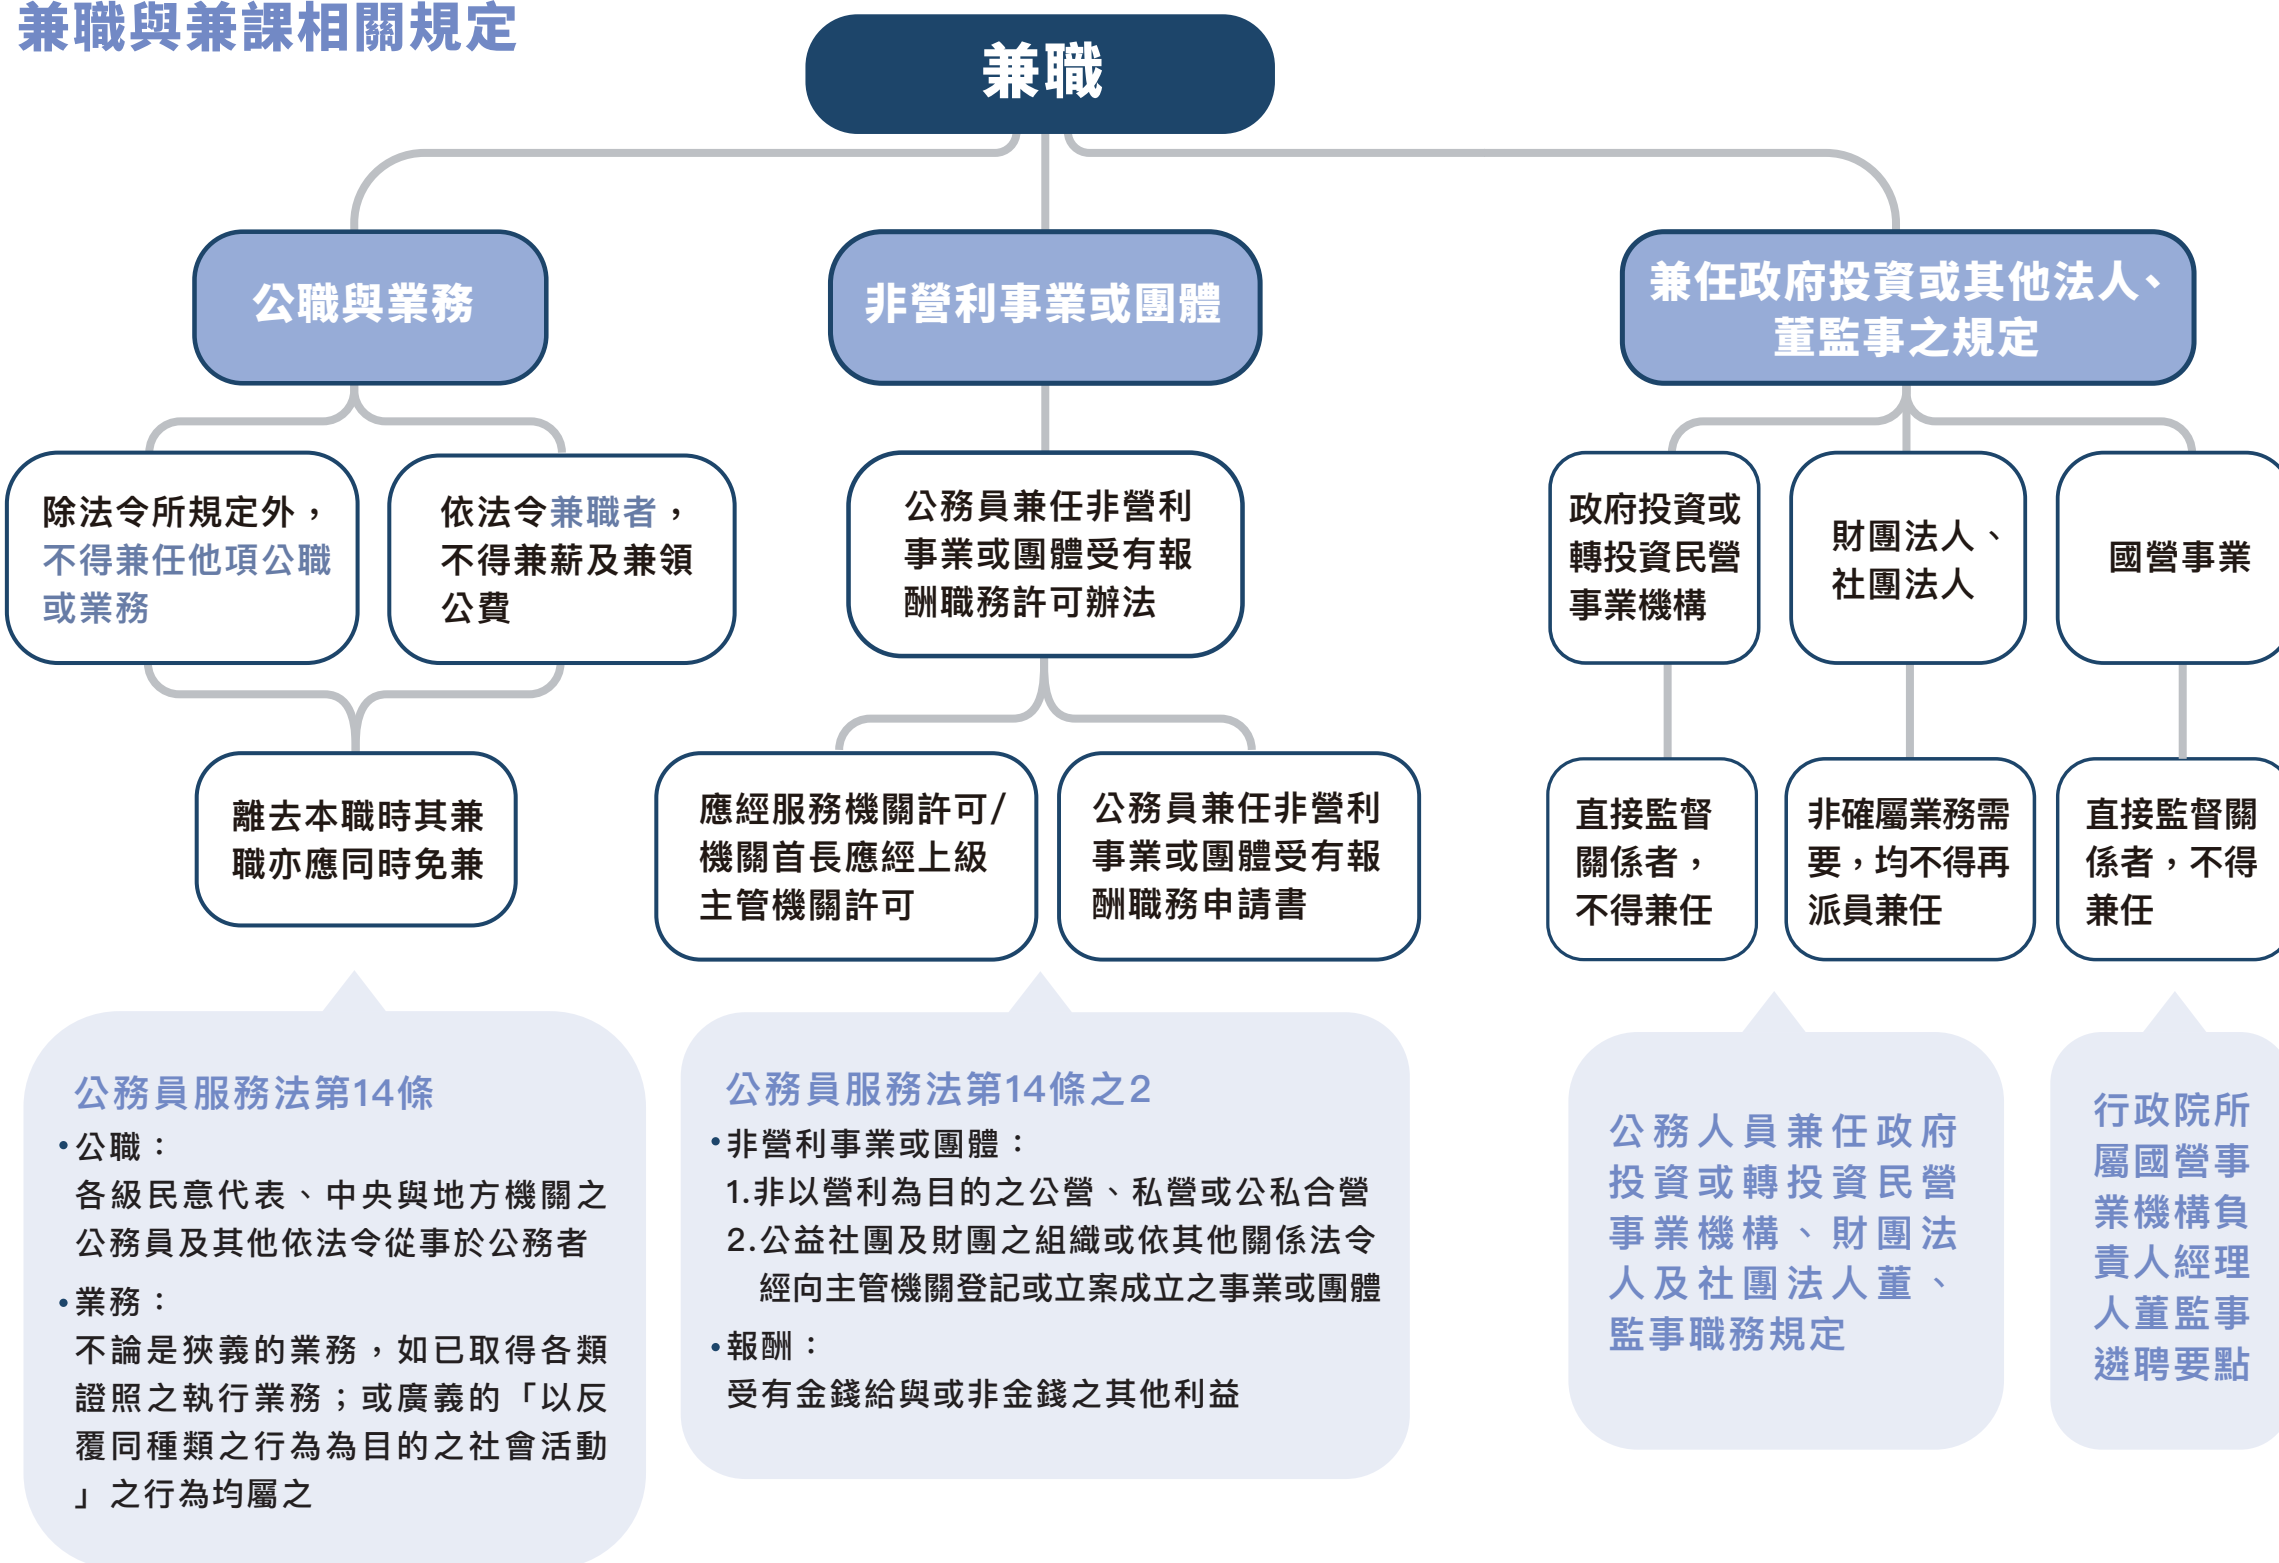 兼職與兼課相關規定
兼職
公職與業務
非營利事業或團體
兼任政府投資或其他法人、
董監事之規定
除法令所規定外，
不得兼任他項公職
或業務
依法令兼職者，
不得兼薪及兼領
公費
公務員兼任非營利
事業或團體受有報
酬職務許可辦法
政府投資或
轉投資民營
事業機構
財團法人、
社團法人
國營事業
離去本職時其兼
職亦應同時免兼
應經服務機關許可/
機關首長應經上級
主管機關許可
公務員兼任非營利
事業或團體受有報
酬職務申請書
直接監督
關係者，
不得兼任
非確屬業務需
要，均不得再
派員兼任
直接監督關
係者，不得
兼任
公務員服務法第14條
•公職：
各級民意代表、中央與地方機關之
公務員及其他依法令從事於公務者
•業務：
不論是狹義的業務，如已取得各類
證照之執行業務；或廣義的「以反
覆同種類之行為為目的之社會活動
」之行為均屬之
公務員服務法第14條之2
•非營利事業或團體：
1.非以營利為目的之公營、私營或公私合營
2.公益社團及財團之組織或依其他關係法令
經向主管機關登記或立案成立之事業或團體
•報酬：
受有金錢給與或非金錢之其他利益
公務人員兼任政府
投資或轉投資民營
事業機構、財團法
人及社團法人董、
監事職務規定
行政院所
屬國營事
業機構負
責人經理
人董監事
遴聘要點